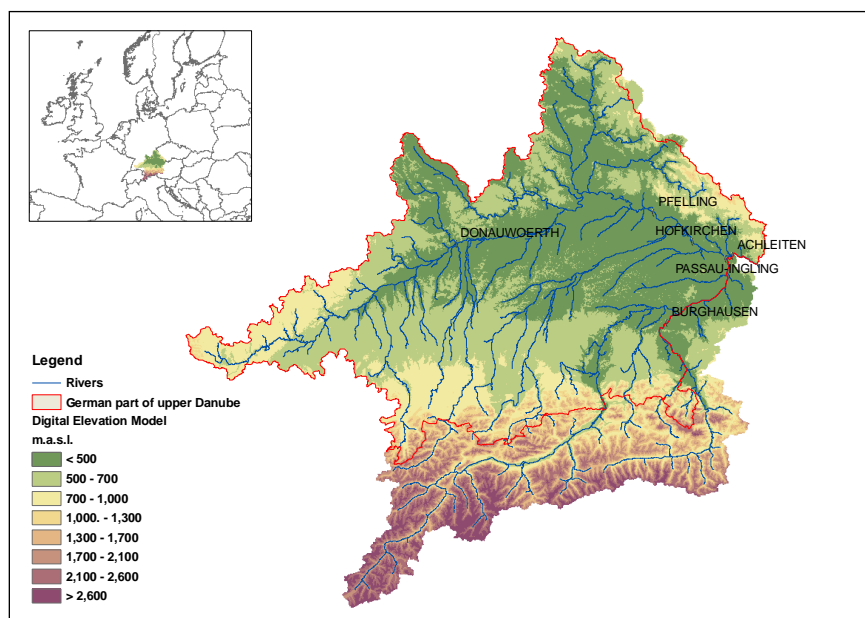 PFELLING
DONAUWOERTH
HOFKIRCHEN
ACHLEITEN
PASSAU-INGLING
BURGHAUSEN
Legend
Rivers
German part of upper Danube
Digital Elevation Model
m.a.s.l.
< 500
500 - 700
700 - 1,000
1,000. - 1,300
1,300 - 1,700
1,700 - 2,100
2,100 - 2,600
> 2,600